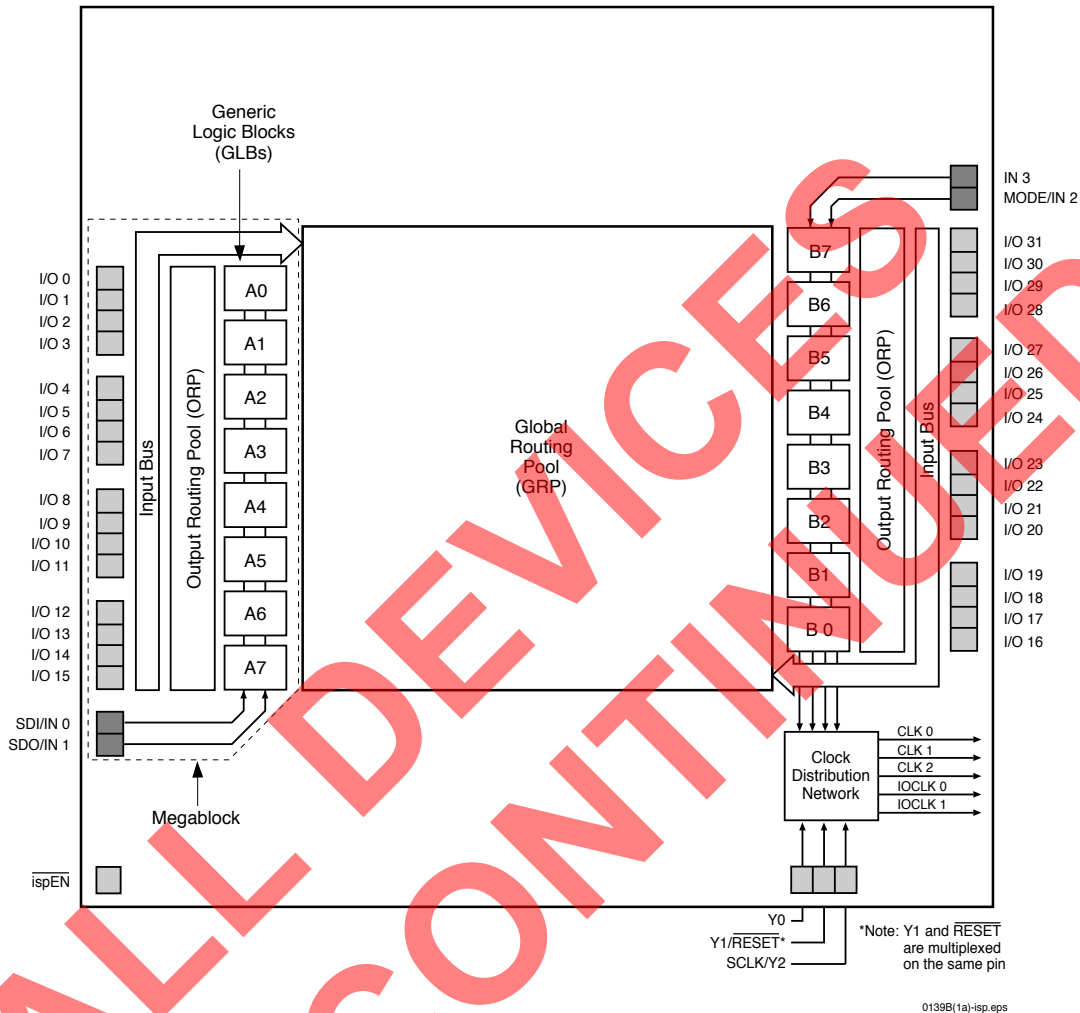 Generic
Logic Blocks
(GLBs)
IN 3
MODE/IN 2
I/O 0
I/O 1
I/O 2
I/O 3
I/O 4
I/O 5
I/O 6
I/O 7
I/O 8
I/O 9
I/O 10
I/O 11
I/O 12
I/O 13
I/O 14
I/O 15
SDI/IN 0
SDO/IN 1
Input Bus
Output Routing Pool (ORP)
A0
A1
A2
A3
A4
A5
A6
A7
Global
Routing
Pool
(GRP)
B7
B6
B5
B4
B3
B2
B1
B 0
Output Routing Pool (ORP)
Input Bus
I/O 31
I/O 30
I/O 29
I/O 28
I/O 27
I/O 26
I/O 25
I/O 24
I/O 23
I/O 22
I/O 21
I/O 20
I/O 19
I/O 18
I/O 17
I/O 16
Megablock
Clock
Distribution
Network
CLK 0
CLK 1
CLK 2
IOCLK 0
IOCLK 1
ispEN
Y0
Y1/RESET*
SCLK/Y2
*Note: Y1 and RESET
are multiplexed
on the same pin
0139B(1a)-isp.eps
ALL DEVICES
CONTINUED